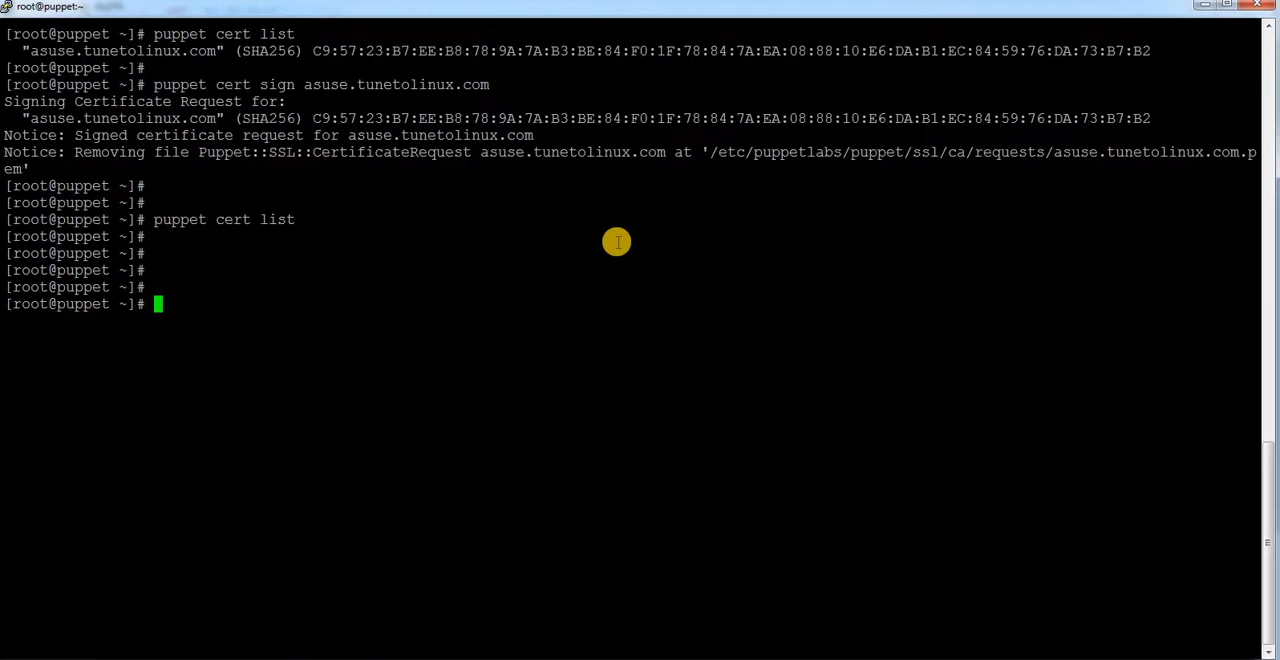 root@puppet:~
[root@puppet ~]# puppet cert list
  "asuse.tunetolinux.com" (SHA256) C9:57:23:B7:EE:B8:78:9A:7A:B3:BE:84:F0:1F:78:84:7A:EA:08:88:10:E6:DA:B1:EC:84:59:76:DA:73:B7:B2
[root@puppet ~]#
[root@puppet ~]# puppet cert sign asuse.tunetolinux.com
Signing Certificate Request for:
  "asuse.tunetolinux.com" (SHA256) C9:57:23:B7:EE:B8:78:9A:7A:B3:BE:84:F0:1F:78:84:7A:EA:08:88:10:E6:DA:B1:EC:84:59:76:DA:73:B7:B2
Notice: Signed certificate request for asuse.tunetolinux.com
Notice: Removing file Puppet::SSL::CertificateRequest asuse.tunetolinux.com at '/etc/puppetlabs/puppet/ssl/ca/requests/asuse.tunetolinux.com.p
em'
[root@puppet ~]#
[root@puppet ~]#
[root@puppet ~]# puppet cert list
[root@puppet ~]#
[root@puppet ~]#
[root@puppet ~]#
[root@puppet ~]#
[root@puppet ~]#